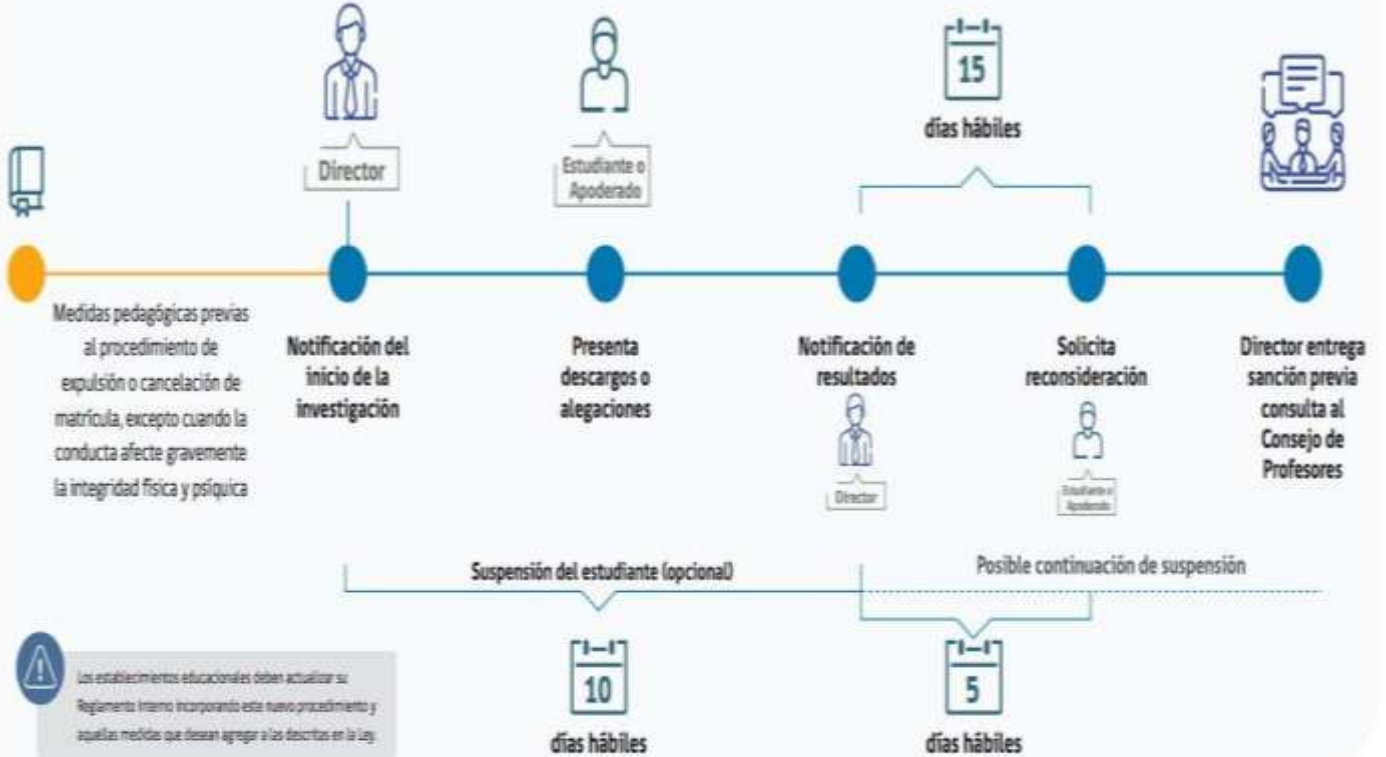 15
días hábiles
Director
Estudiante o
Apoderado
Medidas pedagógicas previas
al procedimiento de
expulsión o cancelación de
matrícula, excepto cuando la
conducta afecte gravemente
la integridad física y psíquica
Notificación del
inicio de la
investigación
Presenta
descargos o
alegaciones
Notificación de
resultados
Director
Solicita
reconsideración
Estudiante o
Apoderado
Director entrega
sanción previa
consulta al
Consejo de
Profesores
Suspensión del estudiante (opcional)
Posible continuación de suspensión
10
días hábiles
5
días hábiles
Los establecimientos educacionales deben actualizar su
Reglamento Interno incorporando este nuevo procedimiento y
aquellas medidas que desean agregar a las descritas en la Ley.